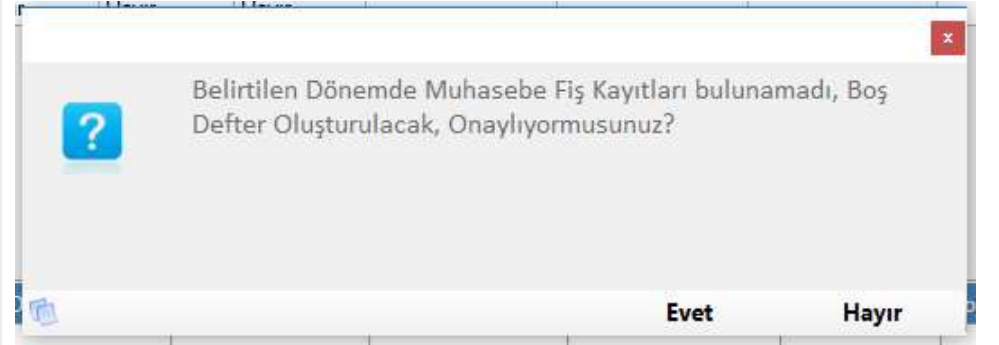 x
Belirtilen Dönemde Muhasebe Fiş Kayıtları bulunamadı, Boş
Defter Oluşturulacak, Onaylıyormusunuz?
?
Evet Hayır